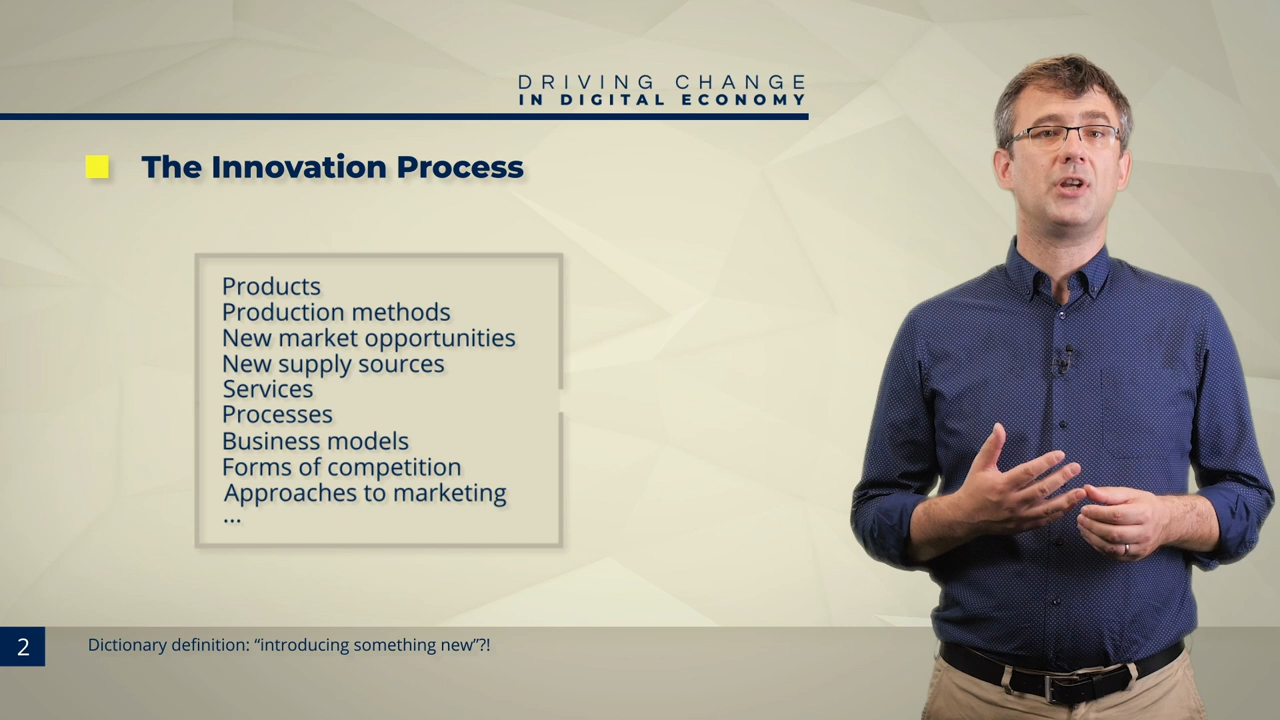 DRIVING CHANGE
IN DIGITAL ECONOMY
The Innovation Process
Products
Production methods
New market opportunities
New supply sources
Services
Processes
Business models
Forms of competition
Approaches to marketing
...
2
Dictionary definition: “introducing something new”?!